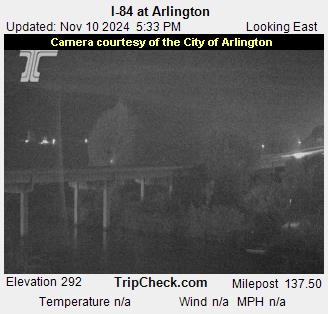 I-84 at Arlington
Updated: Nov 10 2024 5:33 PM Looking East
Camera courtesy of the City of Arlington
Elevation 292 TripCheck.com Milepost 137.50
Temperature n/a Wind n/a MPH n/a